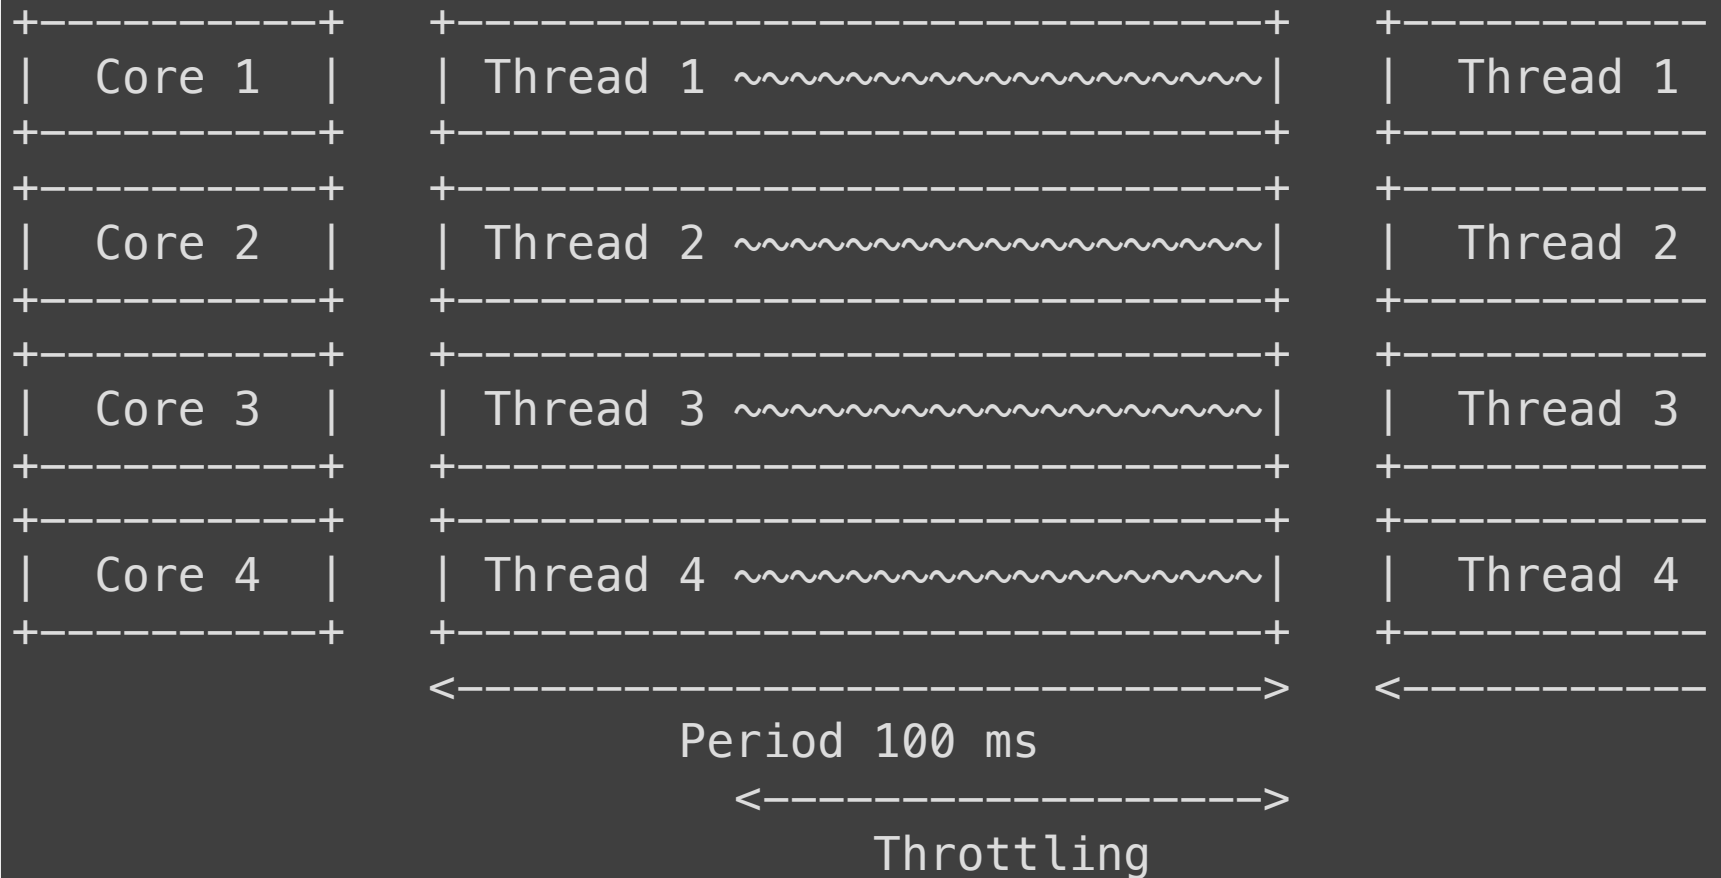 +----------+   +-----------------------------+   +-----------
|  Core 1  |   | Thread 1 ~~~~~~~~~~~~~~~~~~~|   |  Thread 1
+----------+   +-----------------------------+   +-----------
+----------+   +-----------------------------+   +-----------
|  Core 2  |   | Thread 2 ~~~~~~~~~~~~~~~~~~~|   |  Thread 2
+----------+   +-----------------------------+   +-----------
+----------+   +-----------------------------+   +-----------
|  Core 3  |   | Thread 3 ~~~~~~~~~~~~~~~~~~~|   |  Thread 3
+----------+   +-----------------------------+   +-----------
+----------+   +-----------------------------+   +-----------
|  Core 4  |   | Thread 4 ~~~~~~~~~~~~~~~~~~~|   |  Thread 4
+----------+   +-----------------------------+   +-----------
               <----------------------------->   <-----------
                        Period 100 ms
                          <------------------>
                               Throttling